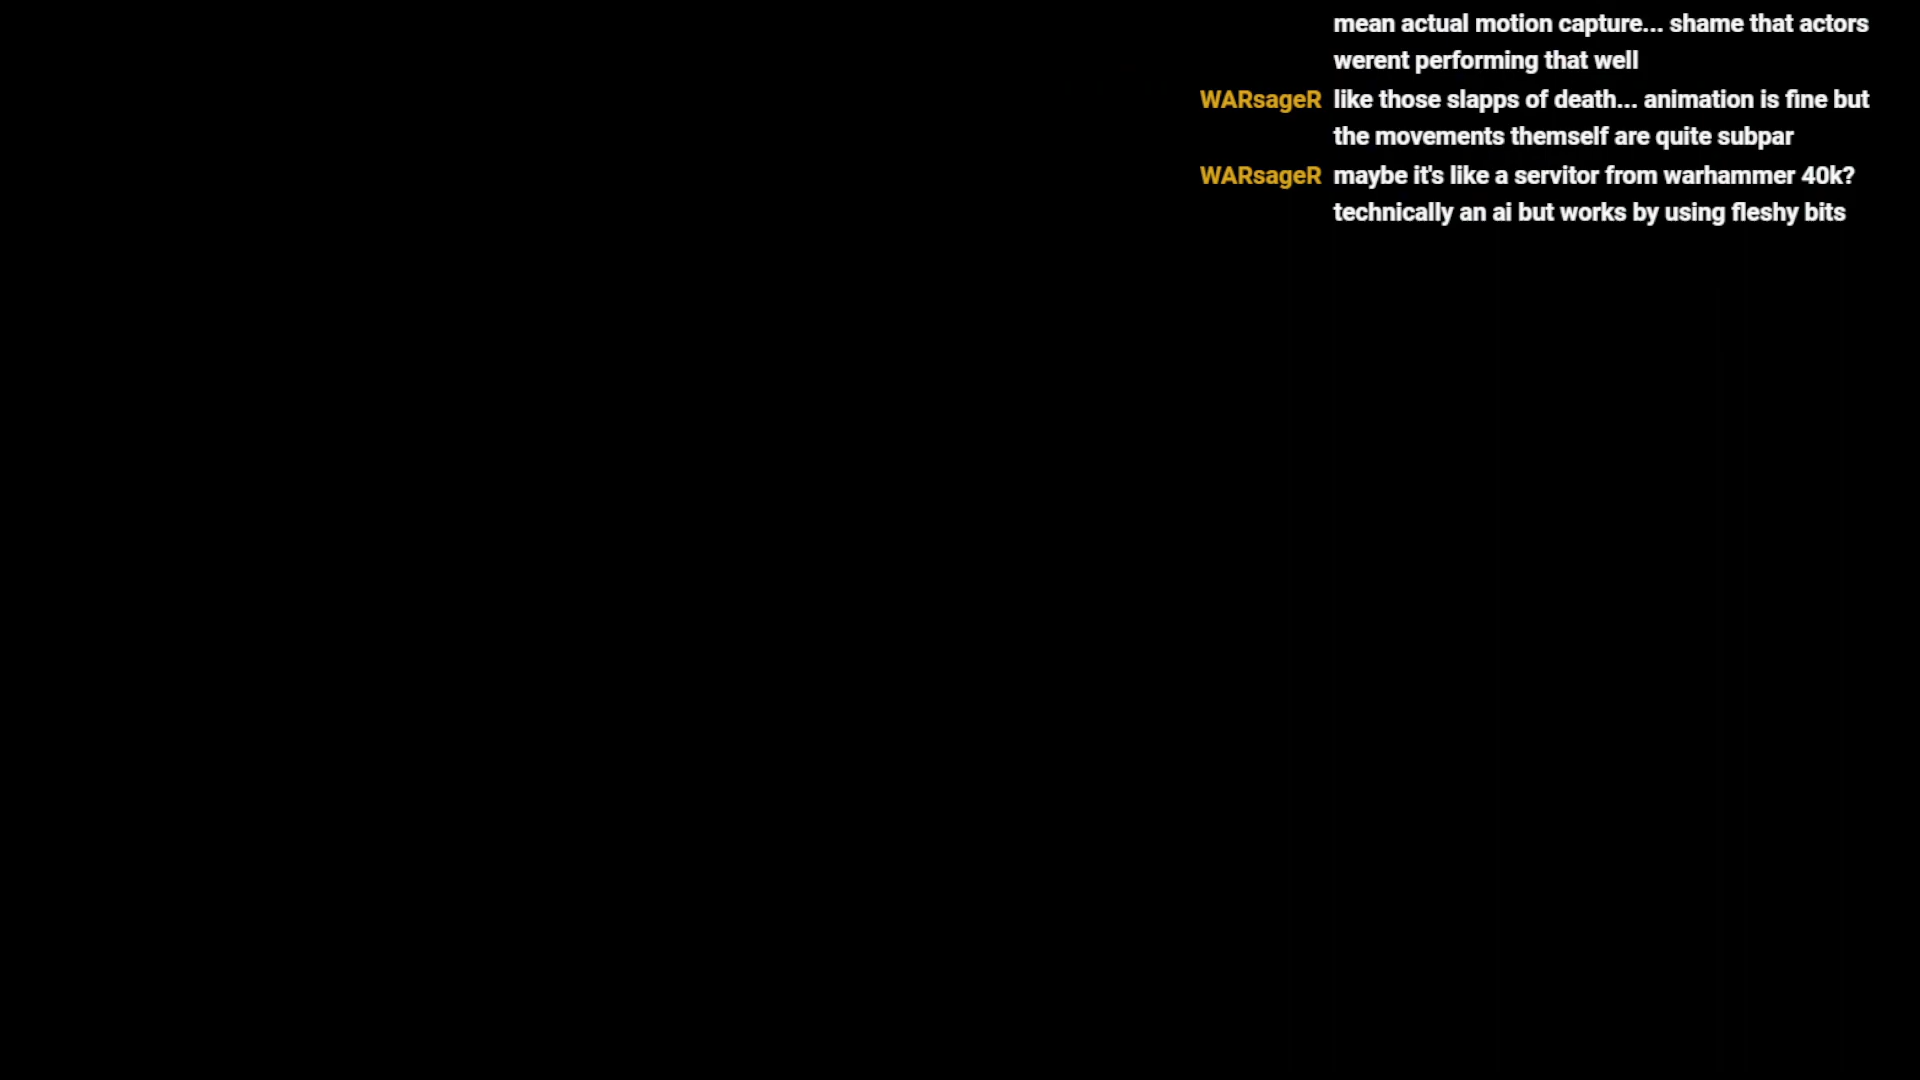 mean actual motion capture... shame that actors
werent performing that well
WARsageR like those slapps of death... animation is fine but
the movements themself are quite subpar
WARsageR maybe it's like a servitor from warhammer 40k?
technically an ai but works by using fleshy bits